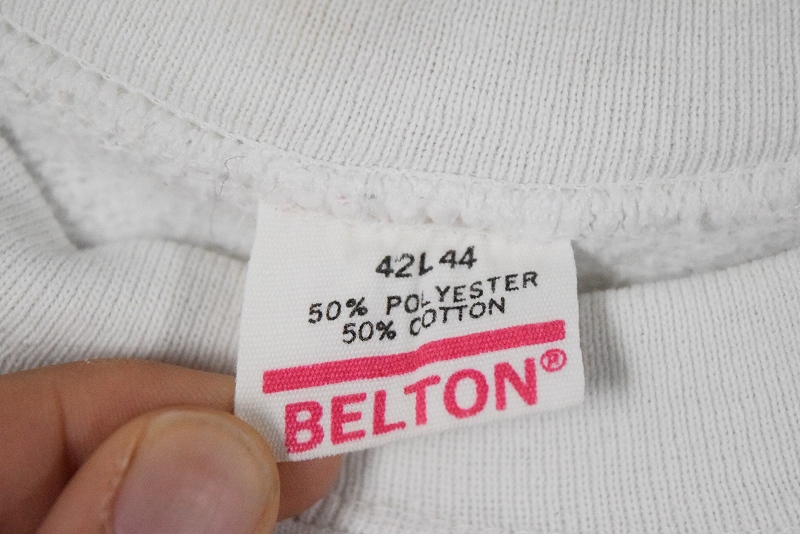 42L44
50% POLYESTER
50% COTTON
BELTON®